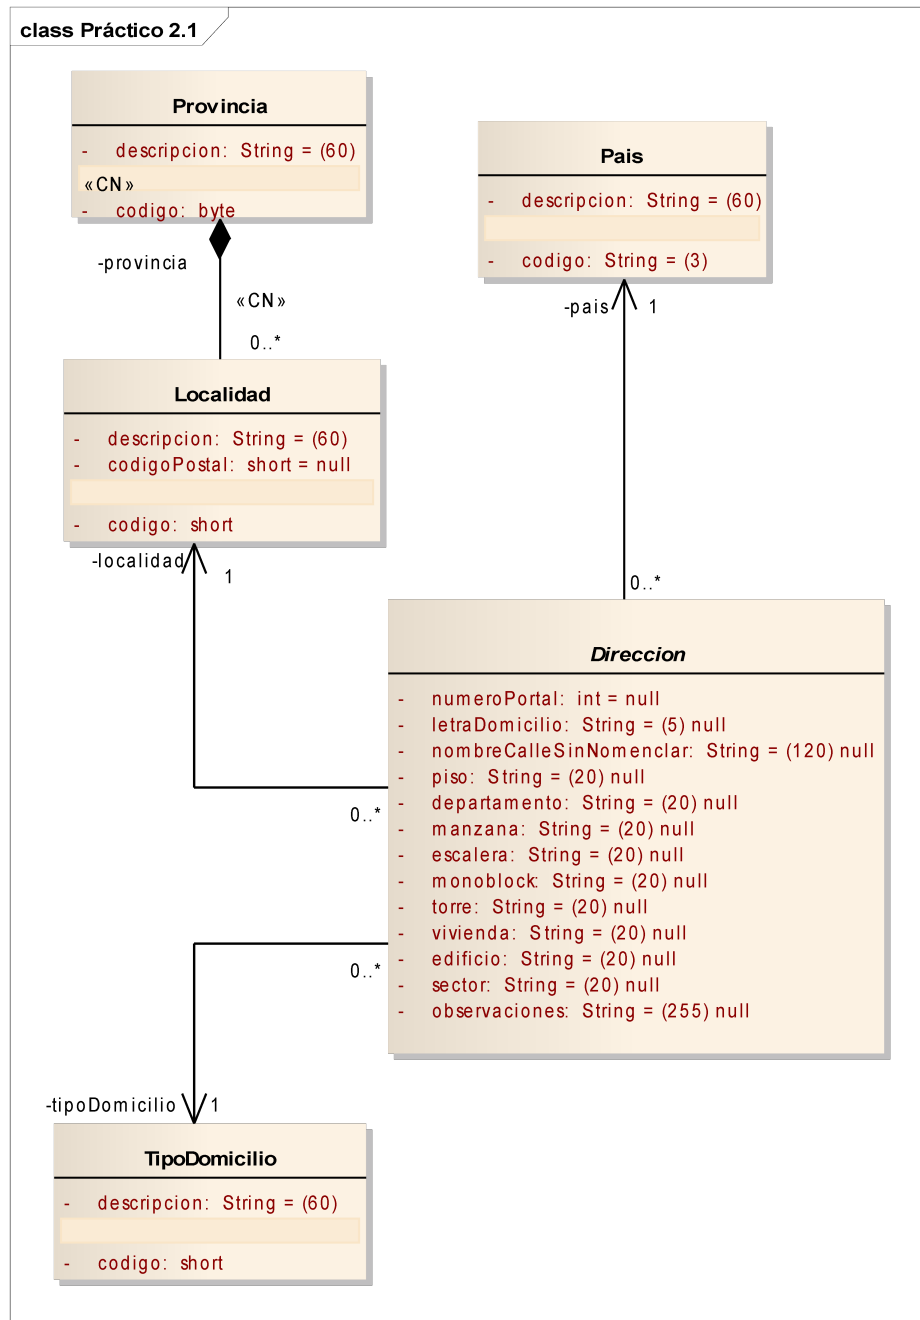 class Práctico 2.1
Provincia
- descripcion: String = (60)
«CN»
- codigo: byte
-provincia
«CN»
0..*
Pais
- descripcion: String = (60)
- codigo: String = (3)
-pais
1
0..*
Localidad
- descripcion: String = (60)
- codigoPostal: short = null
- codigo: short
-localidad
1
0..*
Direccion
- numeroPortal: int = null
- letraDomicilio: String = (5) null
- nombreCalleSinNomenclar: String = (120) null
- piso: String = (20) null
- departamento: String = (20) null
- manzana: String = (20) null
- escalera: String = (20) null
- monoblock: String = (20) null
- torre: String = (20) null
- vivienda: String = (20) null
- edificio: String = (20) null
- sector: String = (20) null
- observaciones: String = (255) null
0..*
-tipoDomicilio
1
TipoDomicilio
- descripcion: String = (60)
- codigo: short